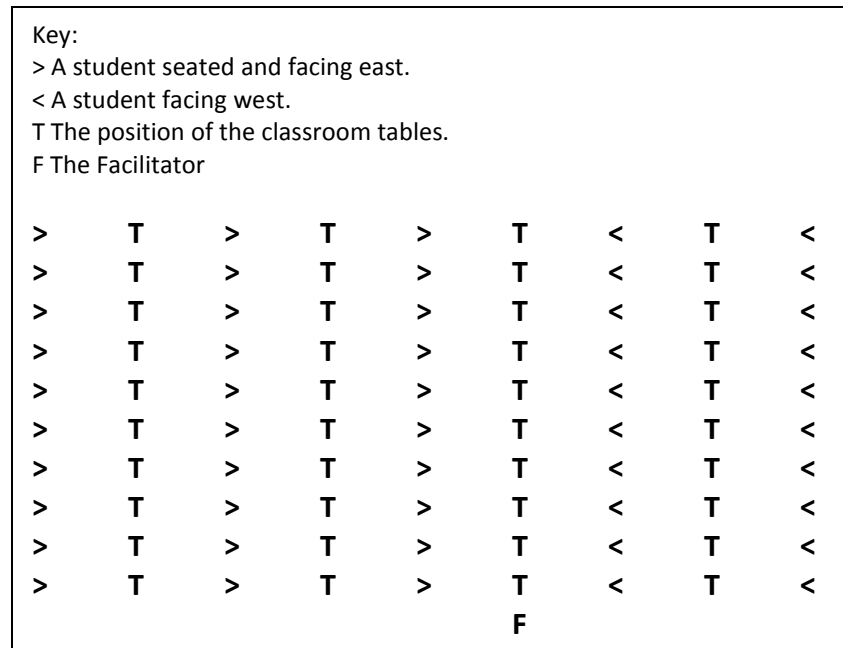 Key:
> A student seated and facing east.
< A student facing west.
T The position of the classroom tables.
F The Facilitator
> T > T > T < T <
> T > T > T < T <
> T > T > T < T <
> T > T > T < T <
> T > T > T < T <
> T > T > T < T <
> T > T > T < T <
> T > T > T < T <
> T > T > T < T <
> T > T > T < T <
F